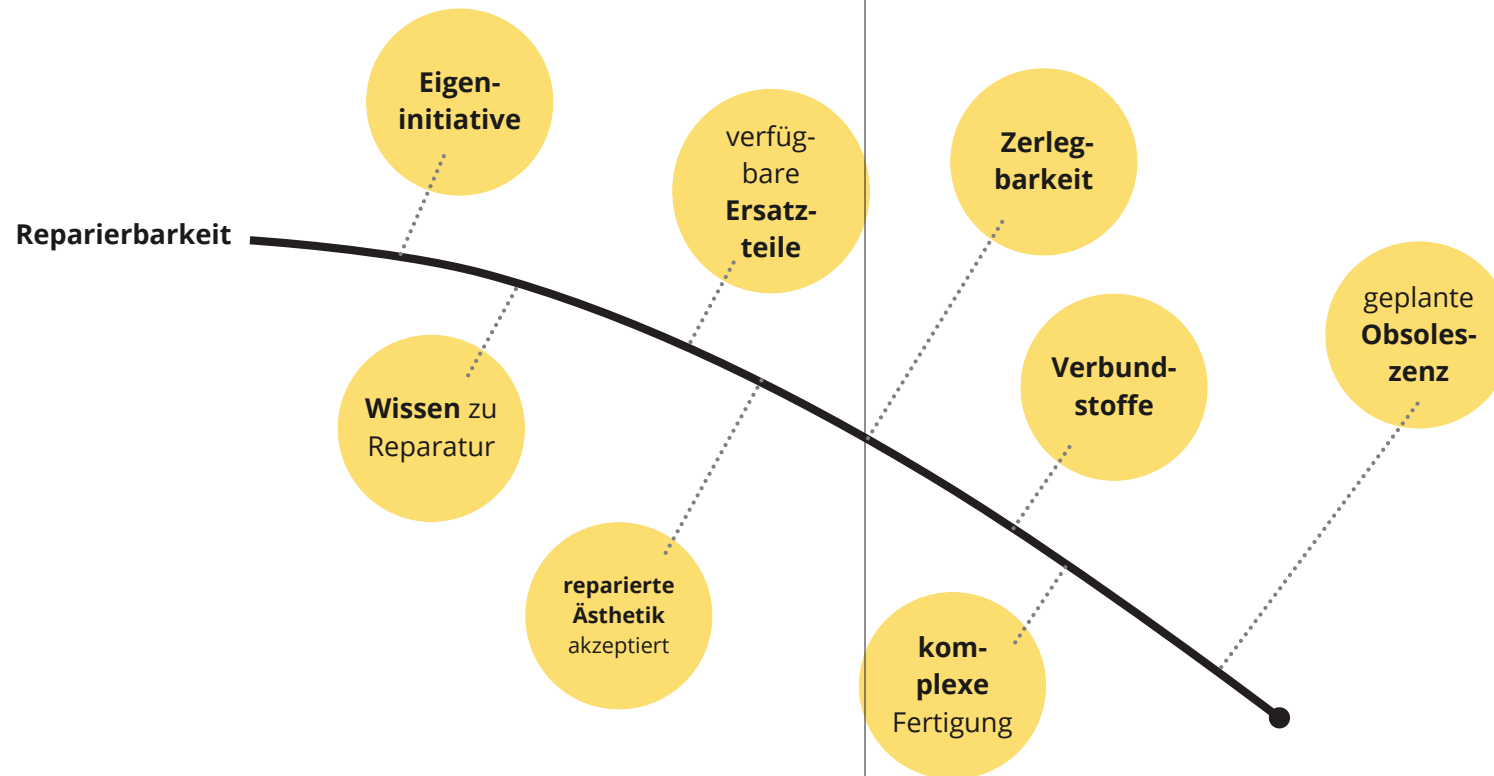 Eigen-
initiative
verfüg-
bare
Ersatz-
teile
Zerleg-
barkeit
Reparierbarkeit
geplante
Obsoles-
zenz
Verbund-
stoffe
Wissen zu
Reparatur
reparierte
Ästhetik
akzeptiert
kom-
plexe
Fertigung